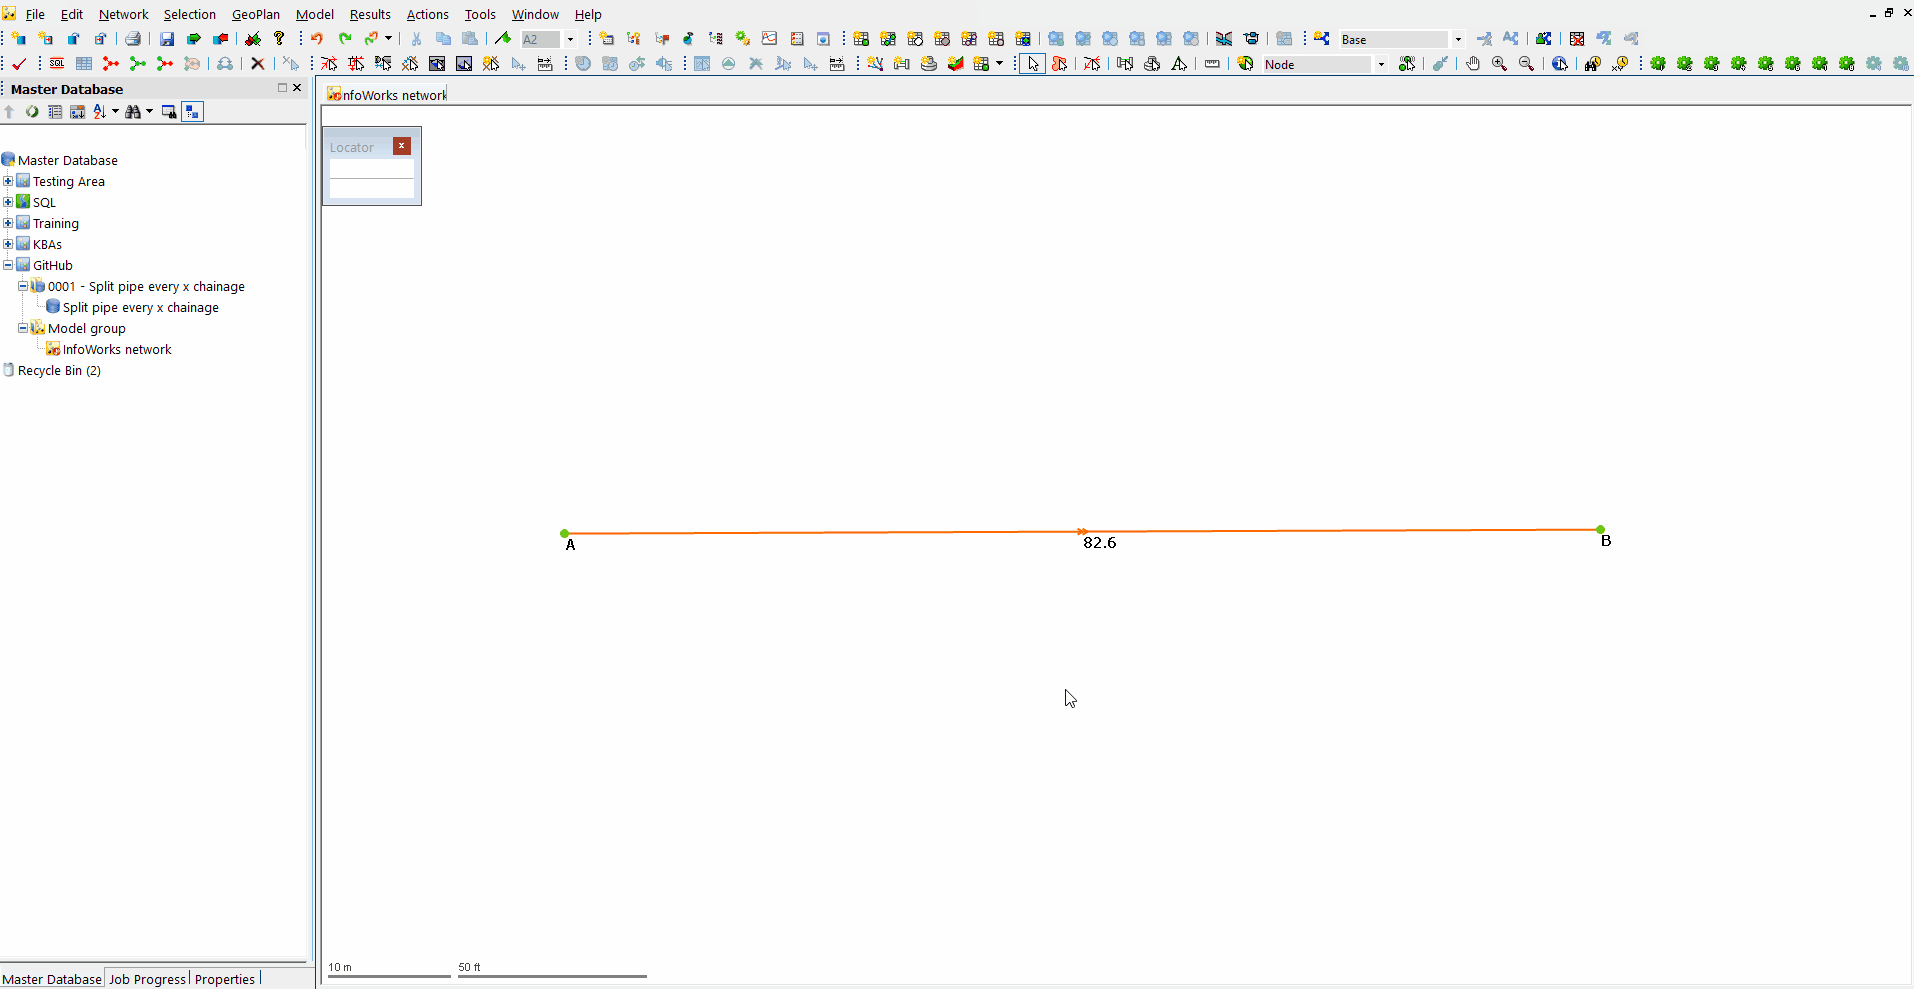 File Edit Network Selection GeoPlan Model Results Actions Tools Window Help
A2 Base
SQL Node
Master Database
nfoWorks network
Locator
Master Database
Testing Area
SQL
Training
KBAs
GitHub
0001 - Split pipe every x chainage
Split pipe every x chainage
Model group
InfoWorks network
Recycle Bin (2)
A
82.6
B
10 m 50 ft
Master Database Job Progress Properties